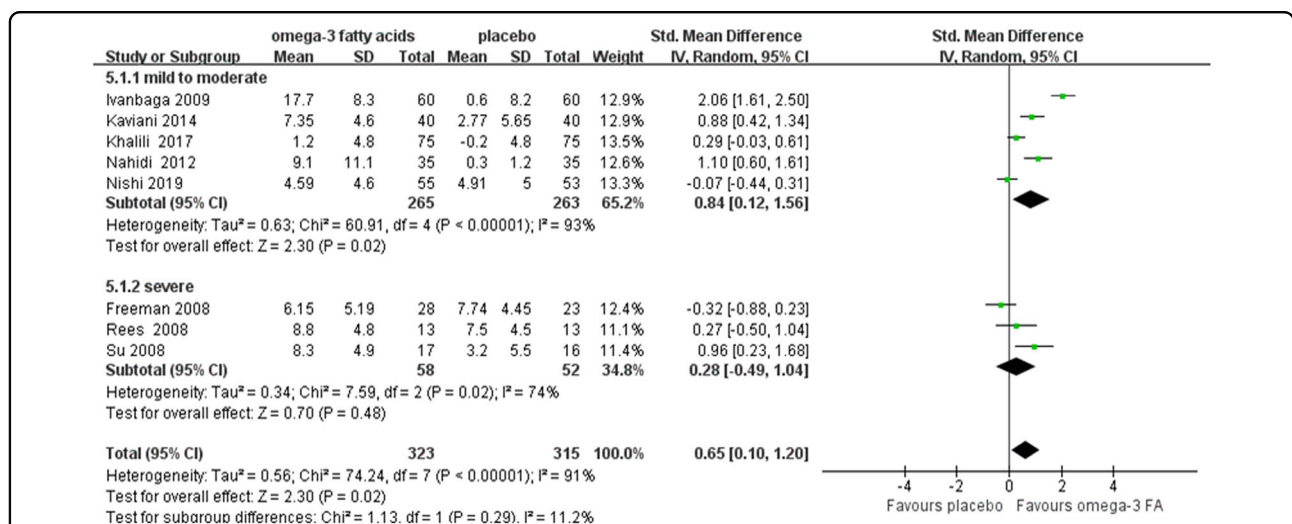 omega-3 fatty acids placebo Std. Mean Difference Std. Mean Difference
Study or Subgroup Mean SD Total Mean SD Total Weight IV, Random, 95% CI IV, Random, 95% CI
5.1.1 mild to moderate
Ivanbaga 2009 17.7 8.3 60 0.6 8.2 60 12.9% 2.06 [1.61, 2.50]
Kaviani 2014 7.35 4.6 40 2.77 5.65 40 12.9% 0.88 [0.42, 1.34]
Khalili 2017 1.2 4.8 75 -0.2 4.8 75 13.5% 0.29 [-0.03, 0.61]
Nahidi 2012 9.1 11.1 35 0.3 1.2 35 12.6% 1.10 [0.60, 1.61]
Nishi 2019 4.59 4.6 55 4.91 5 53 13.3% -0.07 [-0.44, 0.31]
Subtotal (95% CI) 265 263 65.2% 0.84 [0.12, 1.56]
Heterogeneity: Tau² = 0.63; Chi² = 60.91, df = 4 (P < 0.00001); I² = 93%
Test for overall effect: Z = 2.30 (P = 0.02)
5.1.2 severe
Freeman 2008 6.15 5.19 28 7.74 4.45 23 12.4% -0.32 [-0.88, 0.23]
Rees 2008 8.8 4.8 13 7.5 4.5 13 11.1% 0.27 [-0.50, 1.04]
Su 2008 8.3 4.9 17 3.2 5.5 16 11.4% 0.96 [0.23, 1.68]
Subtotal (95% CI) 58 52 34.8% 0.28 [-0.49, 1.04]
Heterogeneity: Tau² = 0.34; Chi² = 7.59, df = 2 (P = 0.02); I² = 74%
Test for overall effect: Z = 0.70 (P = 0.48)
Total (95% CI) 323 315 100.0% 0.65 [0.10, 1.20]
Heterogeneity: Tau² = 0.56; Chi² = 74.24, df = 7 (P < 0.00001); I² = 91%
Test for overall effect: Z = 2.30 (P = 0.02)
Test for subgroup differences: Chi² = 1.13, df = 1 (P = 0.29), I² = 11.2%
-4 -2 0 2 4
Favours placebo Favours omega-3 FA